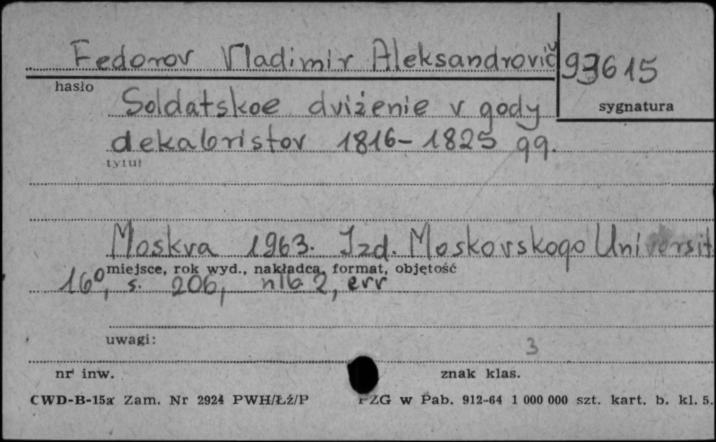 Fedorov Vladimir Aleksandrovič
93615
hasło
sygnatura
Soldatskoe dviženie v gody
dekabristov 1816-1825 gg.
tytuł
Moskva 1963. Izd. Moskovskogo Universit
miejsce, rok wyd., nakładca, format, objętość
16⁰, s. 206, nlb 2, err
uwagi:
3
nr inw.
znak klas.
CWD-B-15a Zam. Nr 2924 PWH/Łź/P
PZG w Pab. 912-64 1 000 000 szt. kart. b. kl. 5.